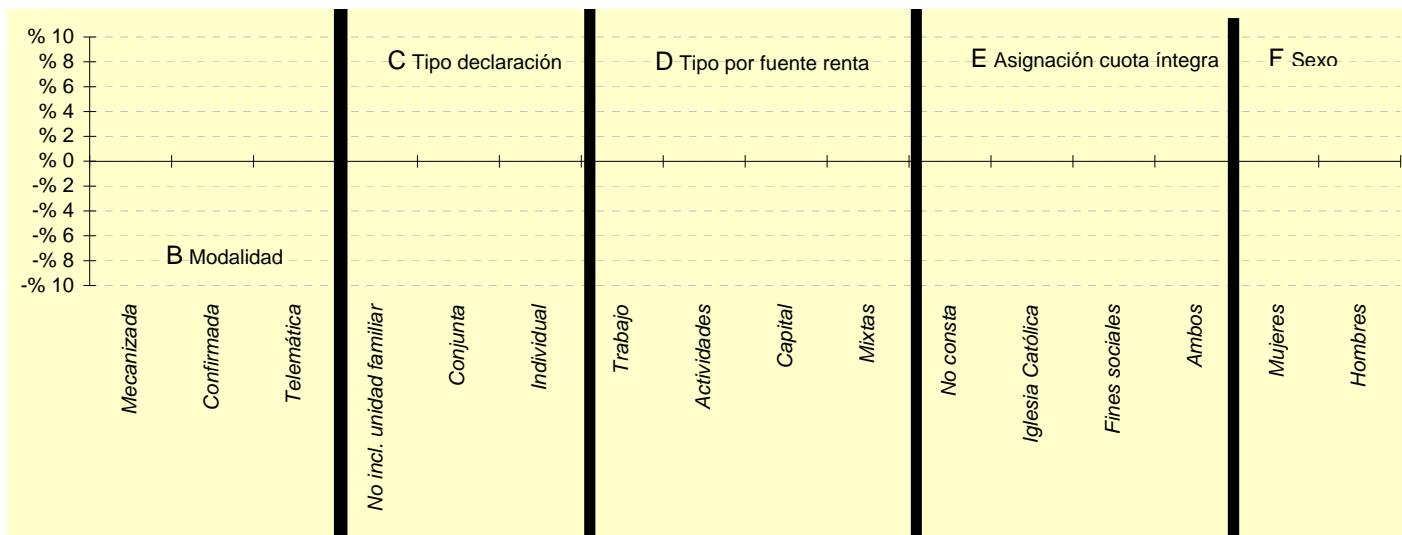 % 10
% 8
% 6
% 4
% 2
% 0
-% 2
-% 4
-% 6
-% 8
-% 10
B Modalidad
C Tipo declaración
D Tipo por fuente renta
E Asignación cuota íntegra
F Sexo
Mecanizada
Confirmada
Telemática
No incl. unidad familiar
Conjunta
Individual
Trabajo
Actividades
Capital
Mixtas
No consta
Iglesia Católica
Fines sociales
Ambos
Mujeres
Hombres